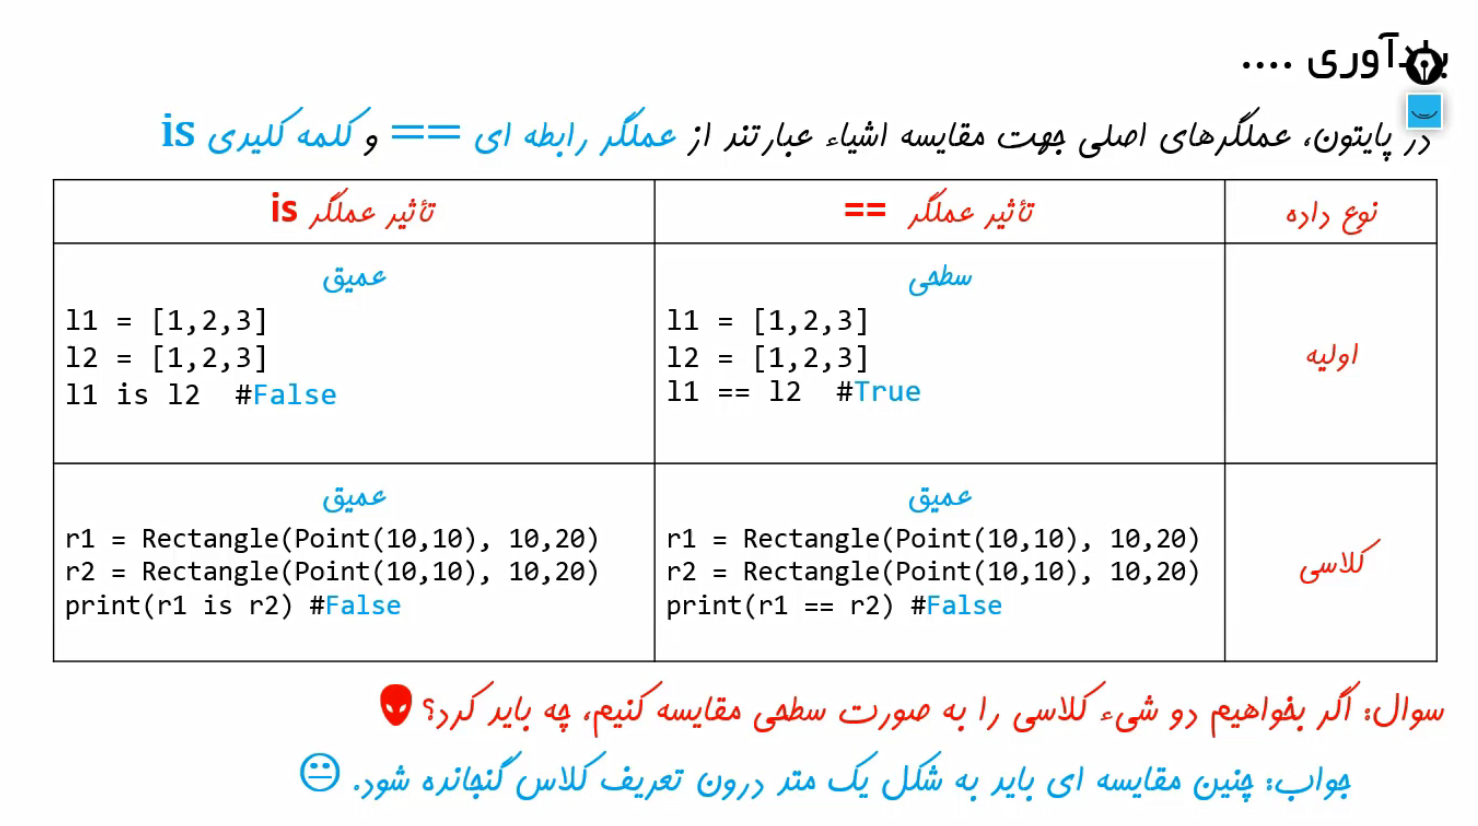 یادآوری ....
در پایتون، عملگرهای اصلی جهت مقایسه اشیاء عبارتند از عملگر رابطه ای == و کلمه کلیدی is
نوع داده
تأثیر عملگر ==
تأثیر عملگر is
اولیه
سطحی
l1 = [1,2,3]
l2 = [1,2,3]
l1 == l2 #True
عمیق
l1 = [1,2,3]
l2 = [1,2,3]
l1 is l2 #False
کلاسی
عمیق
r1 = Rectangle(Point(10,10), 10,20)
r2 = Rectangle(Point(10,10), 10,20)
print(r1 == r2) #False
عمیق
r1 = Rectangle(Point(10,10), 10,20)
r2 = Rectangle(Point(10,10), 10,20)
print(r1 is r2) #False
سوال: اگر بخواهیم دو شیء کلاسی را به صورت سطحی مقایسه کنیم، چه باید کرد؟
جواب: چنین مقایسه ای باید به شکل یک متد درون تعریف کلاس گنجانده شود.